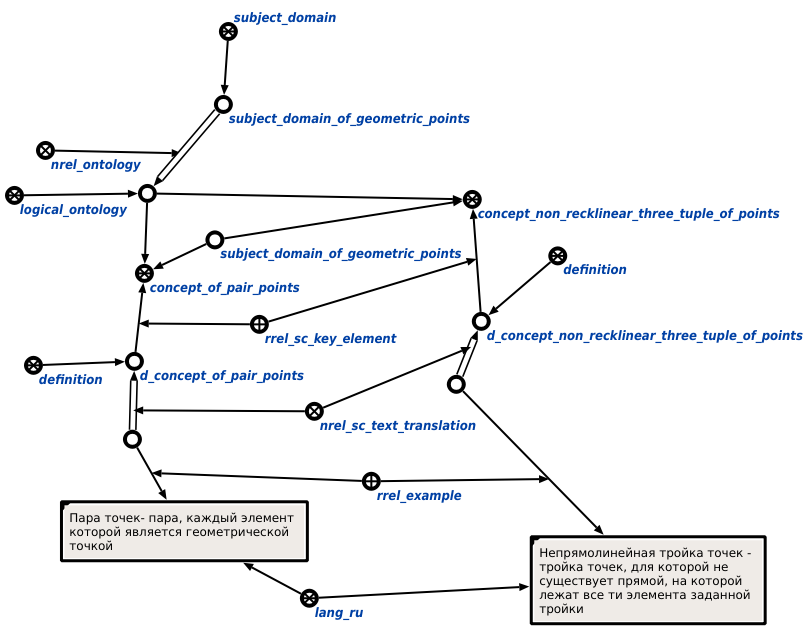 subject_domain
subject_domain_of_geometric_points
nrel_ontology
logical_ontology
concept_non_recklinear_three_tuple_of_points
subject_domain_of_geometric_points
definition
concept_of_pair_points
rrel_sc_key_element
d_concept_non_recklinear_three_tuple_of_points
definition
d_concept_of_pair_points
nrel_sc_text_translation
rrel_example
Пара точек- пара, каждый элемент
которой является геометрической
точкой
Непрямолинейная тройка точек -
тройка точек, для которой не
существует прямой, на которой
лежат все ти элемента заданной
тройки
lang_ru